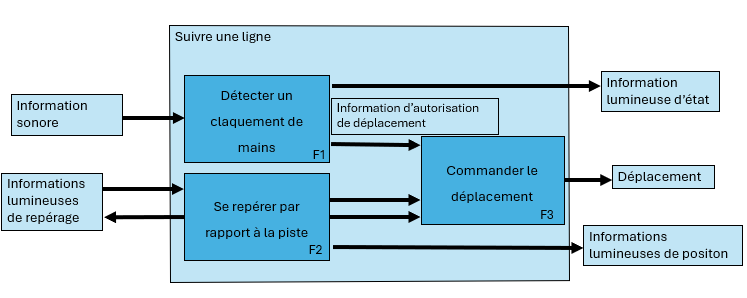 Suivre une ligne
Information
sonore
Détecter un
claquement de
mains
F1
Information
lumineuse d'état
Information d'autorisation
de déplacement
Informations
lumineuses
de repérage
Se repérer par
rapport à la piste
F2
Commander le
déplacement
F3
Déplacement
Informations
lumineuses de positon